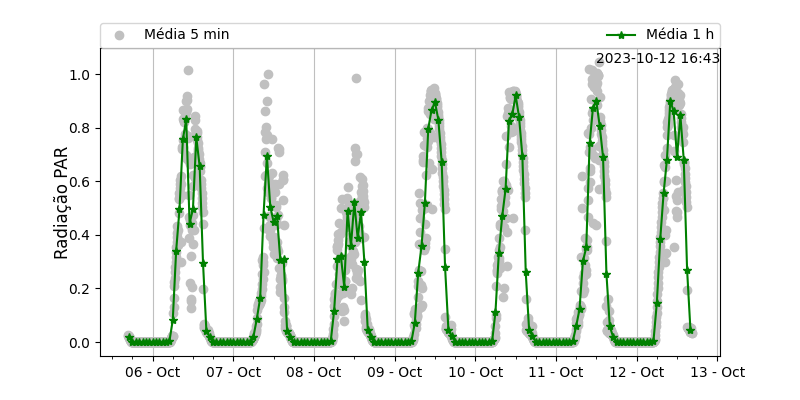 Média 5 min
Média 1 h
2023-10-12 16:43
Radiação PAR
1.0
0.8
0.6
0.4
0.2
0.0
06 - Oct
07 - Oct
08 - Oct
09 - Oct
10 - Oct
11 - Oct
12 - Oct
13 - Oct